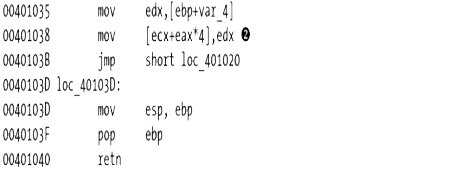 00401035 mov edx,[ebp+var_4]
00401038 mov [ecx+eax*4],edx ❷
0040103B jmp short loc_401020
0040103D loc_40103D:
0040103D mov esp, ebp
0040103F pop ebp
00401040 retn